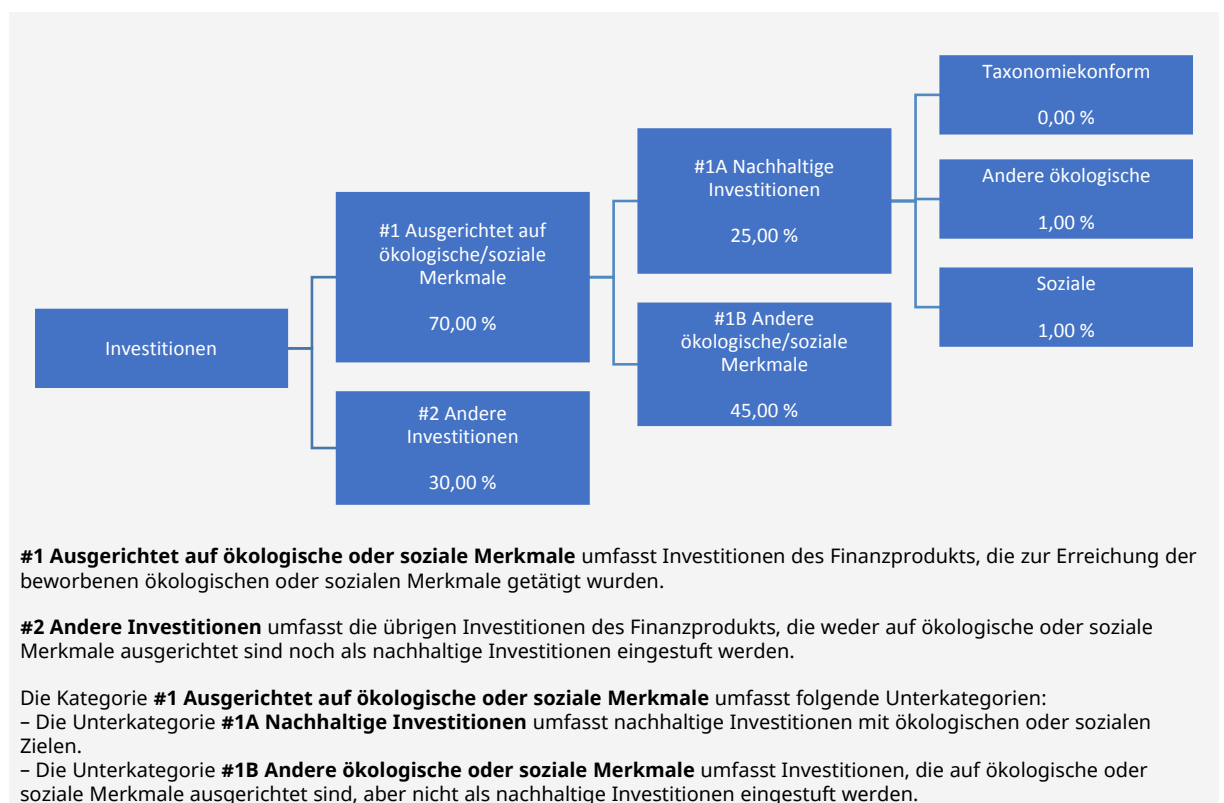 Investitionen
#1 Ausgerichtet auf
ökologische/soziale
Merkmale
70,00 %
#2 Andere
Investitionen
30,00 %
#1A Nachhaltige
Investitionen
25,00 %
#1B Andere
ökologische/soziale
Merkmale
45,00 %
Taxonomiekonform
0,00 %
Andere ökologische
1,00 %
Soziale
1,00 %
#1 Ausgerichtet auf ökologische oder soziale Merkmale umfasst Investitionen des Finanzprodukts, die zur Erreichung der
beworbenen ökologischen oder sozialen Merkmale getätigt wurden.
#2 Andere Investitionen umfasst die übrigen Investitionen des Finanzprodukts, die weder auf ökologische oder soziale
Merkmale ausgerichtet sind noch als nachhaltige Investitionen eingestuft werden.
Die Kategorie #1 Ausgerichtet auf ökologische oder soziale Merkmale umfasst folgende Unterkategorien:
– Die Unterkategorie #1A Nachhaltige Investitionen umfasst nachhaltige Investitionen mit ökologischen oder sozialen
Zielen.
– Die Unterkategorie #1B Andere ökologische oder soziale Merkmale umfasst Investitionen, die auf ökologische oder
soziale Merkmale ausgerichtet sind, aber nicht als nachhaltige Investitionen eingestuft werden.